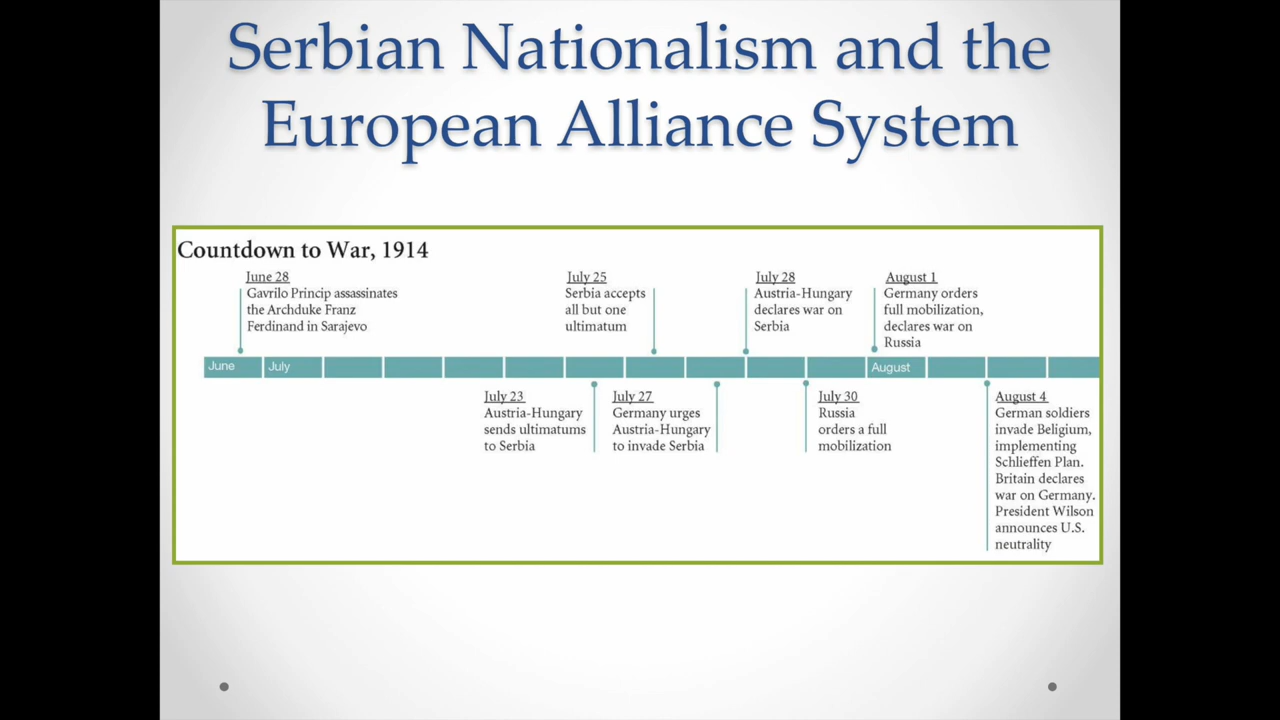 Serbian Nationalism and the
European Alliance System
Countdown to War, 1914
June 28
Gavrilo Princip assassinates
the Archduke Franz
Ferdinand in Sarajevo
July 25
Serbia accepts
all but one
ultimatum
July 28
Austria-Hungary
declares war on
Serbia
August 1
Germany orders
full mobilization,
declares war on
Russia
June
July
August
July 23
Austria-Hungary
sends ultimatums
to Serbia
July 27
Germany urges
Austria-Hungary
to invade Serbia
July 30
Russia
orders a full
mobilization
August 4
German soldiers
invade Beligium,
implementing
Schlieffen Plan.
Britain declares
war on Germany.
President Wilson
announces U.S.
neutrality